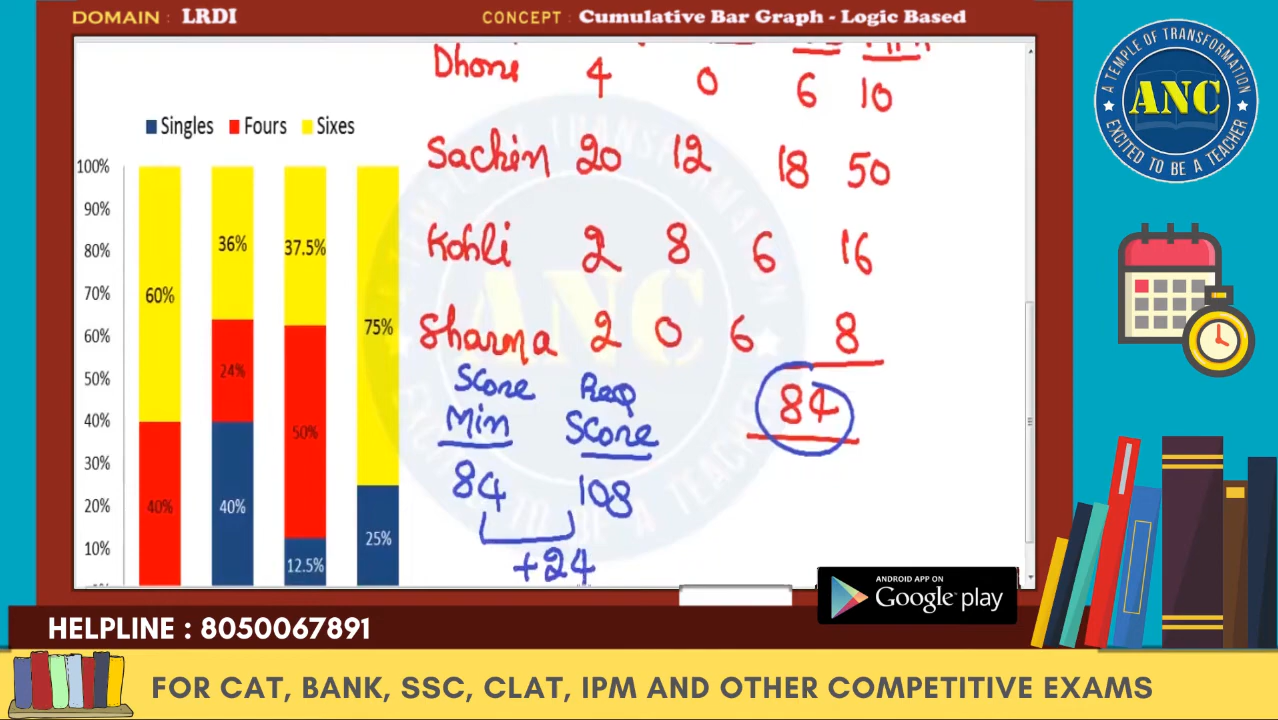 DOMAIN : LRDI
CONCEPT : Cumulative Bar Graph - Logic Based
A TEMPLE OF TRANSFORMATION
ANC
EXCITED TO BE A TEACHER
Dhoni 4 0 6 10
Singles Fours Sixes
Sachin 20 12 18 50
Kohli 2 8 6 16
Sharma 2 0 6 8
84
Score Req
Min Score
84 108
+24
100%
90%
80%
70%
60%
50%
40%
30%
20%
10%
60%
40%
36%
24%
40%
37.5%
50%
12.5%
75%
25%
ANDROID APP ON
Google play
HELPLINE : 8050067891
FOR CAT, BANK, SSC, CLAT, IPM AND OTHER COMPETITIVE EXAMS